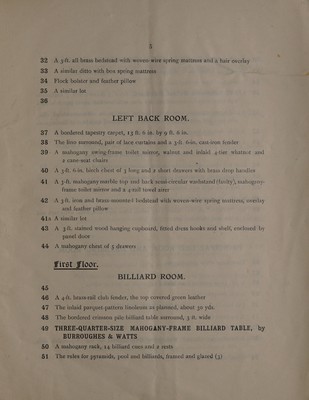 3
32 A 3-ft. all brass bedstead with woven-wire spring mattress and a hair overlay
33 A similar ditto with box spring mattress
34 Flock bolster and feather pillow
35 A similar lot
36
LEFT BACK ROOM.
37 A bordered tapestry carpet, 13 ft. 6 in. by 9 ft. 6 in.
38 The lino surround, pair of lace curtains and a 3-ft. 6-in. cast-iron fender
39 A mahogany swing-frame toilet mirror, walnut and inlaid 4-tier whatnot and
2 cane-seat chairs
40 A 3-ft. 6-in. birch chest of 3 long and 2 short drawers with brass drop handles
41 A 3-ft. mahogany marble-top and back semi-circular washstand (faulty), mahogany-
frame toilet mirror and a 4-rail towel airer
42 A 3-ft. iron and brass-mounted bedstead with woven-wire spring mattress, overlay
and feather pillow
42A A similar lot
43 A 3 ft. stained wood hanging cupboard, fitted dress hooks and shelf, enclosed by
panel door
44 A mahogany chest of 3 drawers
First Floor.
BILLIARD ROOM.
45
46 A 4-ft. brass-rail club fender, the top covered green leather
47 The inlaid parquet-pattern linoleum as planned, about 30 yds.
48 The bordered crimson pile billiard table surround, 3 ft. wide
49 THREE-QUARTER-SIZE MAHOGANY-FRAME BILLIARD TABLE, by
BURROUGHES & WATTS
50 A mahogany rack, 14 billiard cues and 2 rests
51 The rules for pyramids, pool and billiards, framed and glazed (3)